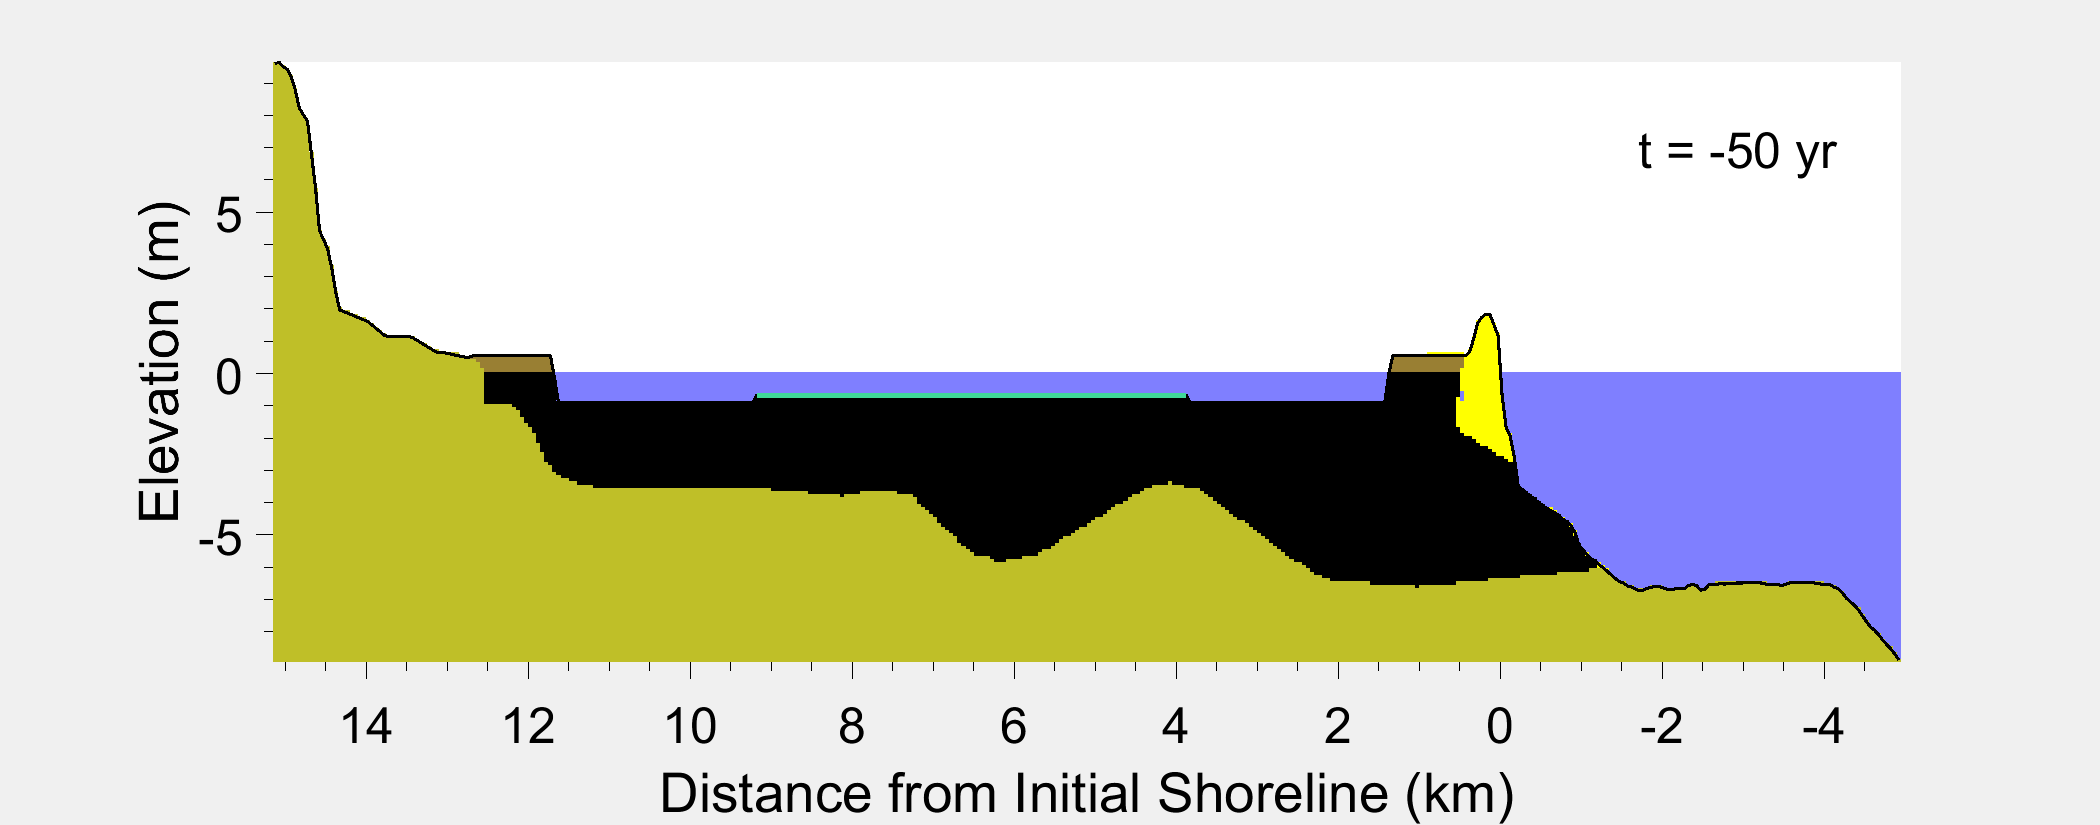 t = -50 yr
Elevation (m)
5
0
-5
14 12 10 8 6 4 2 0 -2 -4
Distance from Initial Shoreline (km)